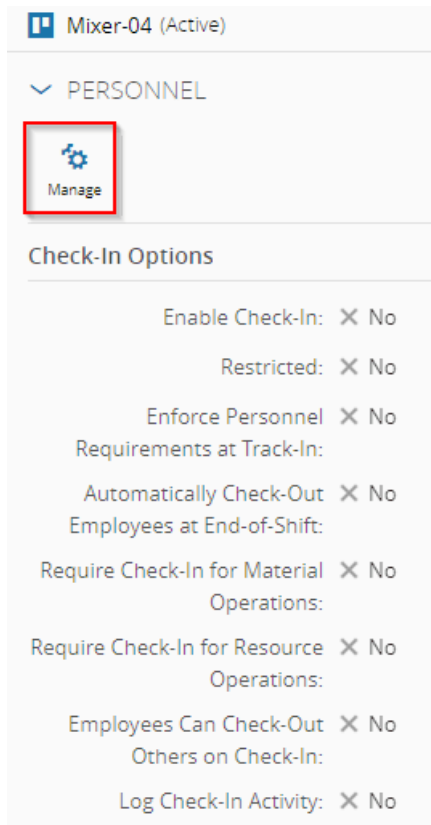 Mixer-04 (Active)
PERSONNEL
Manage
Check-In Options
Enable Check-In: No
Restricted: No
Enforce Personnel No
Requirements at Track-In:
Automatically Check-Out No
Employees at End-of-Shift:
Require Check-In for Material No
Operations:
Require Check-In for Resource No
Operations:
Employees Can Check-Out No
Others on Check-In:
Log Check-In Activity: No